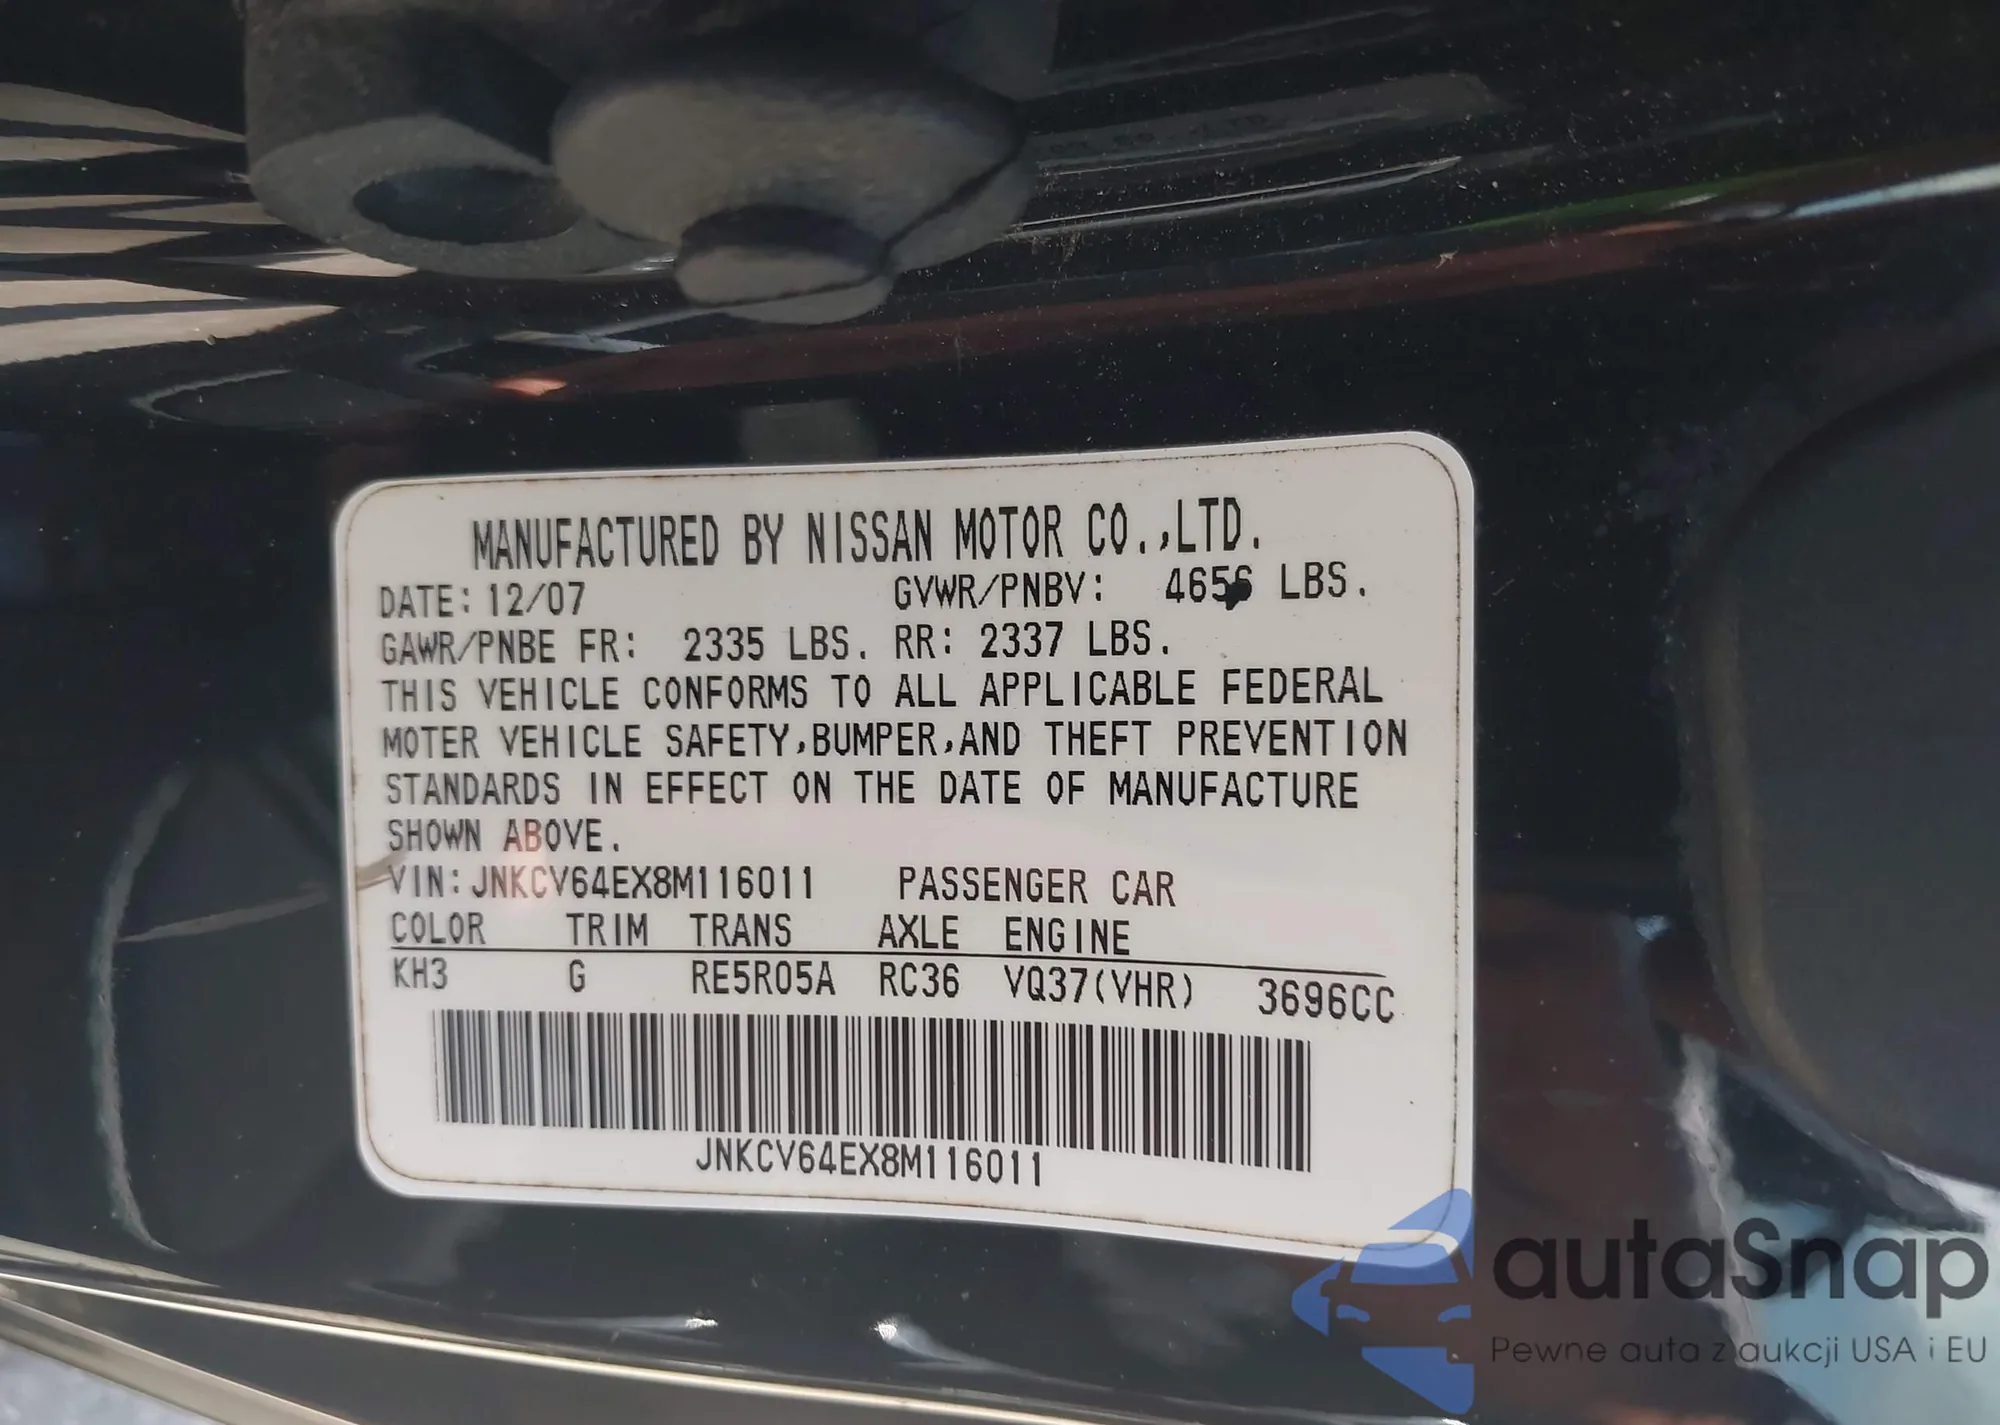 MANUFACTURED BY NISSAN MOTOR CO.,LTD.
DATE: 12/07 GVWR/PNBV: 4656 LBS.
GAWR/PNBE FR: 2335 LBS. RR: 2337 LBS.
THIS VEHICLE CONFORMS TO ALL APPLICABLE FEDERAL
MOTER VEHICLE SAFETY,BUMPER,AND THEFT PREVENTION
STANDARDS IN EFFECT ON THE DATE OF MANUFACTURE
SHOWN ABOVE.
VIN: JNKCV64EX8M116011 PASSENGER CAR
COLOR TRIM TRANS AXLE ENGINE
KH3 G RE5R05A RC36 VQ37(VHR) 3696CC
JNKCV64EX8M116011
autaSnap
Pewne auta z aukcji USA i EU